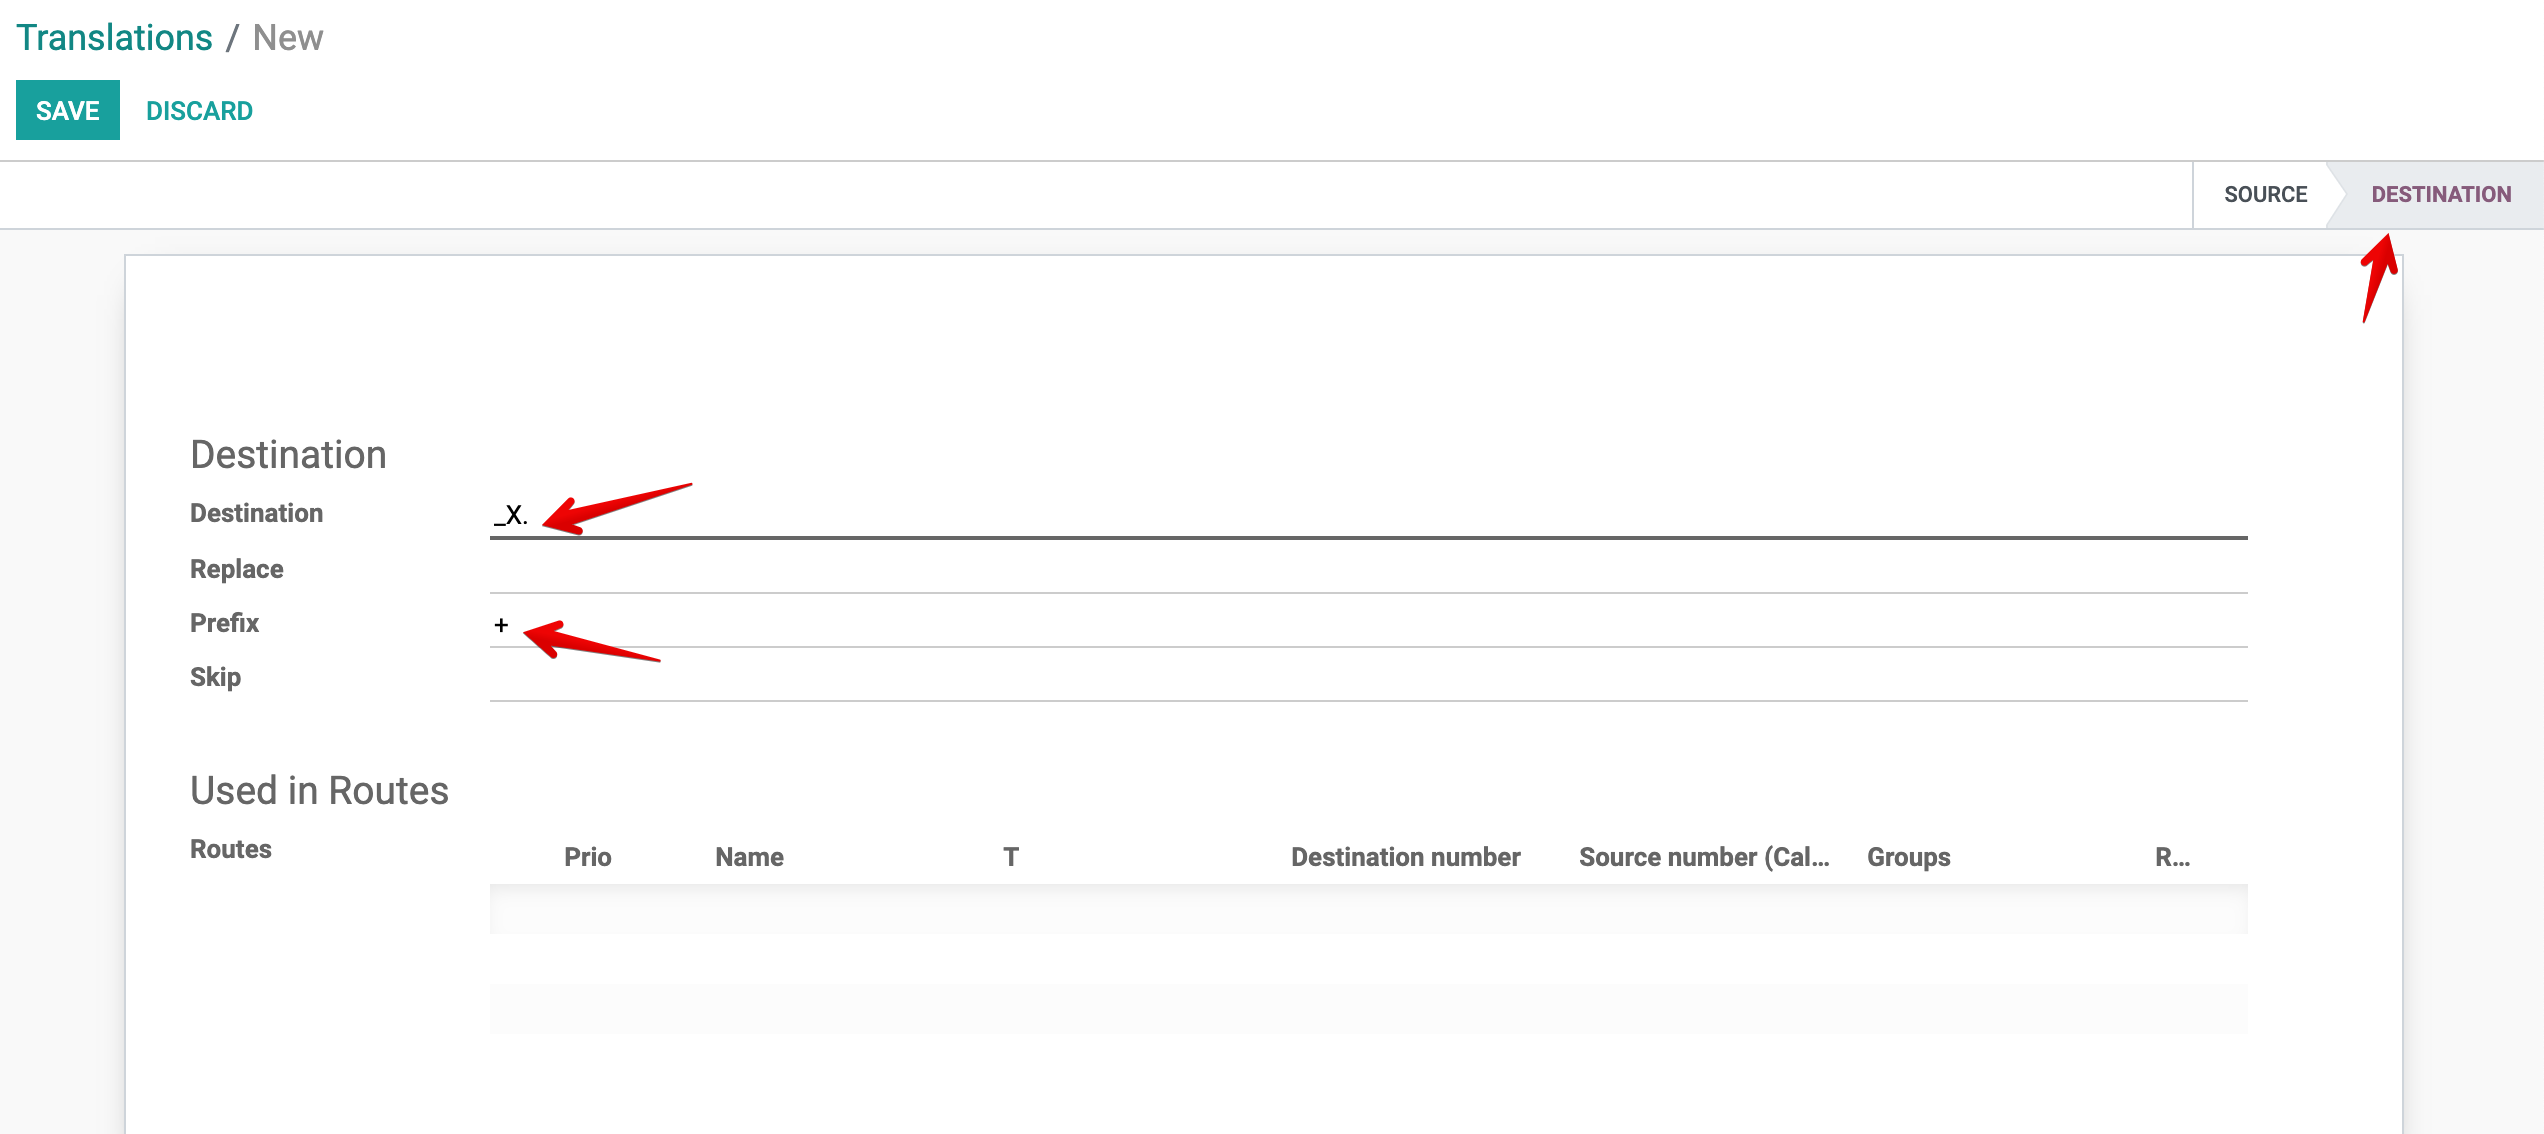 Translations / New
SAVE DISCARD
SOURCE DESTINATION
Destination
Destination _X.
Replace
Prefix +
Skip
Used in Routes
Routes Prio Name T Destination number Source number (Cal... Groups R...